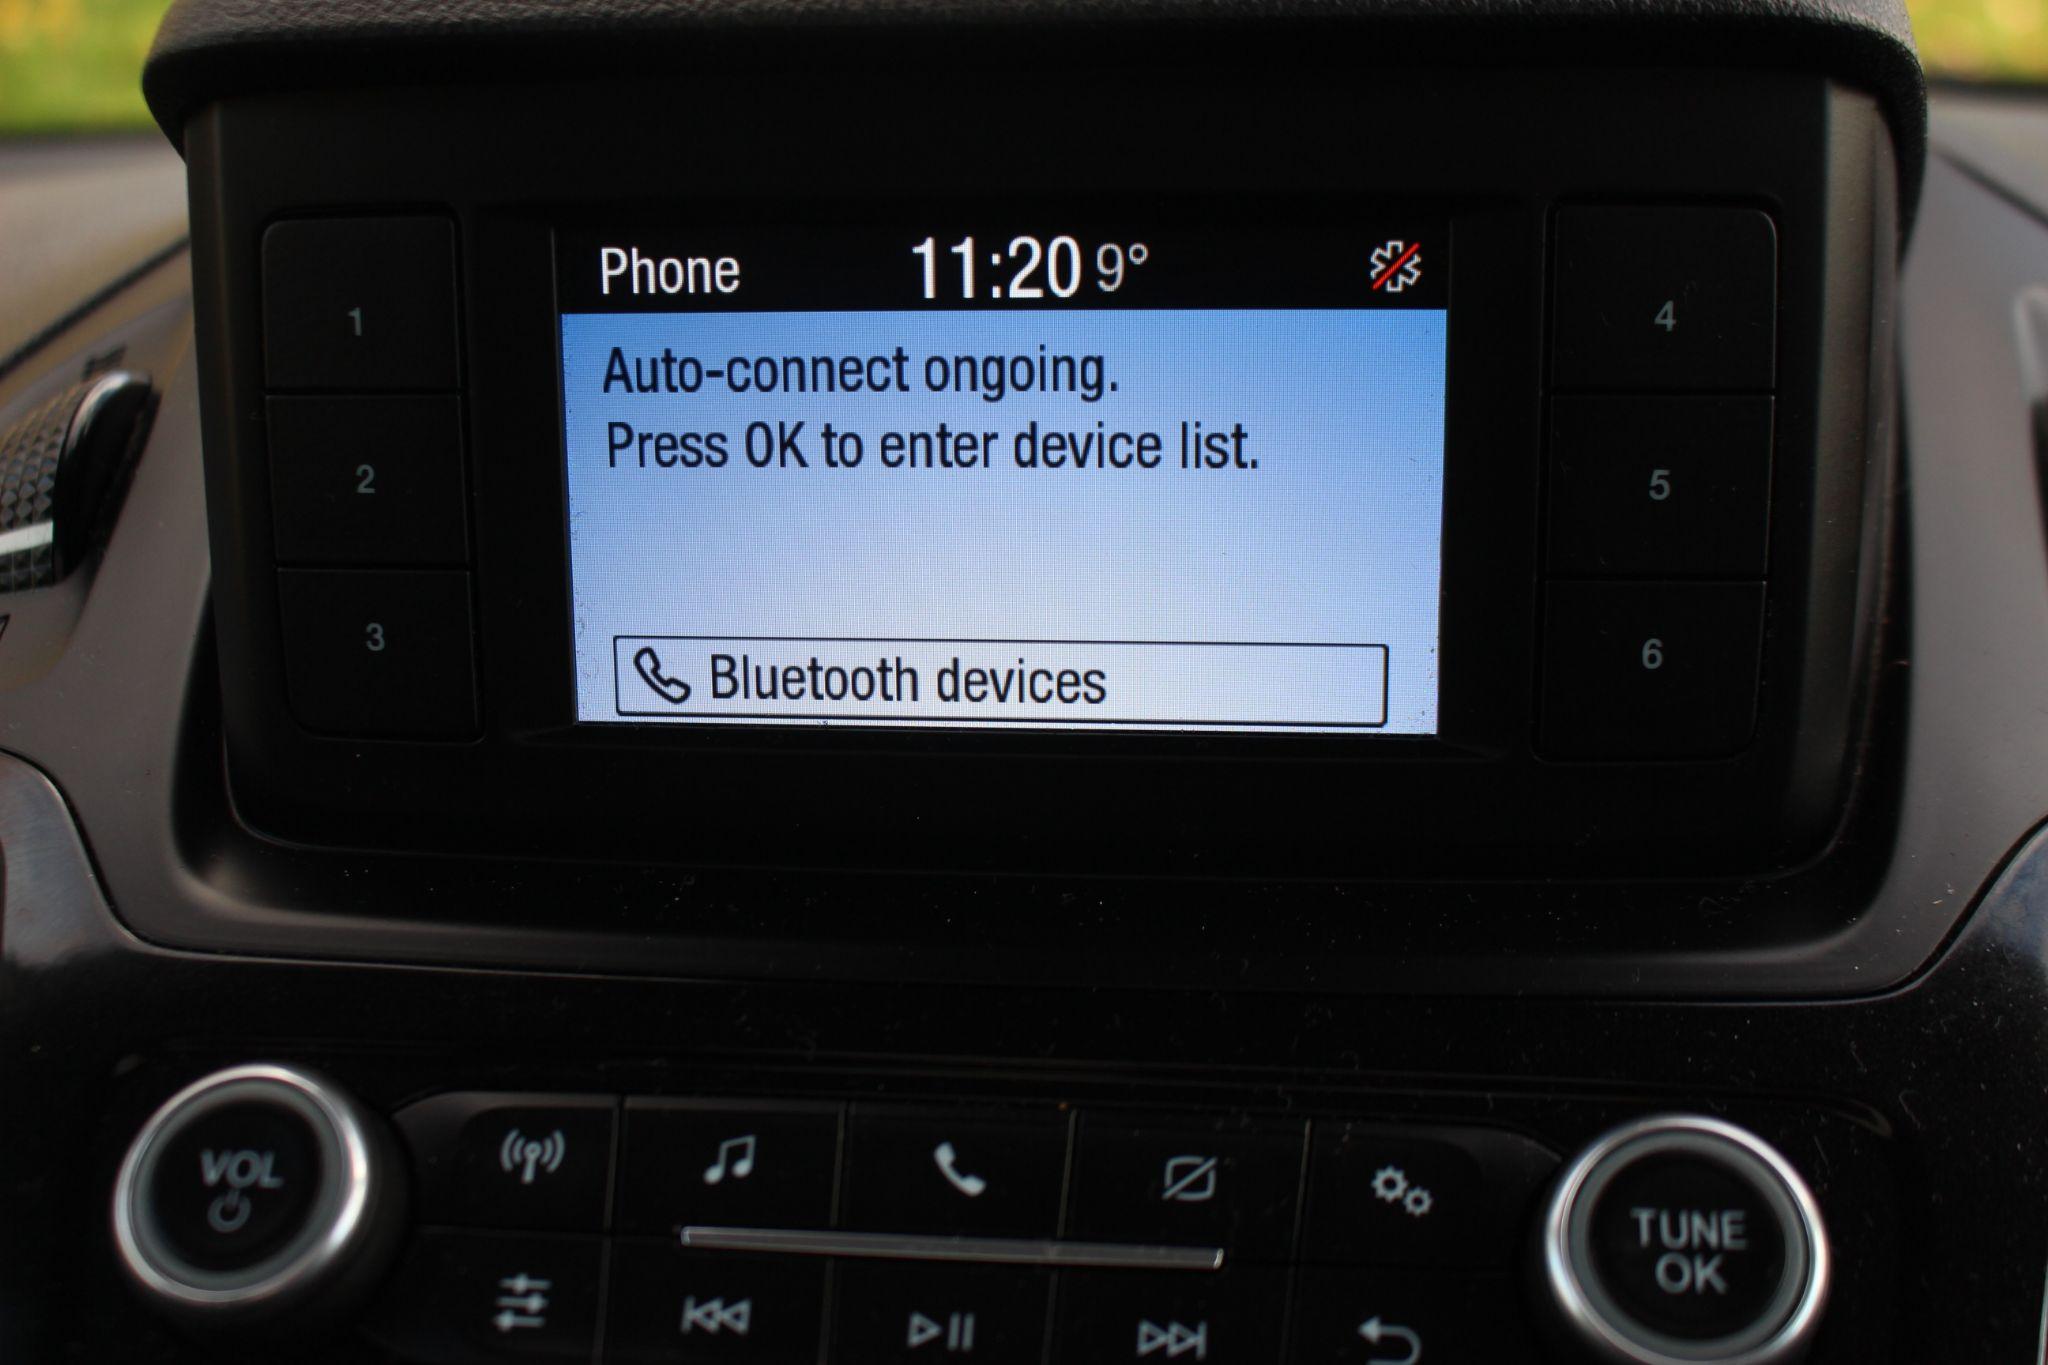 Phone 11:20 9°
Auto-connect ongoing.
Press OK to enter device list.
Bluetooth devices
1
2
3
4
5
6
VOL
TUNE
OK